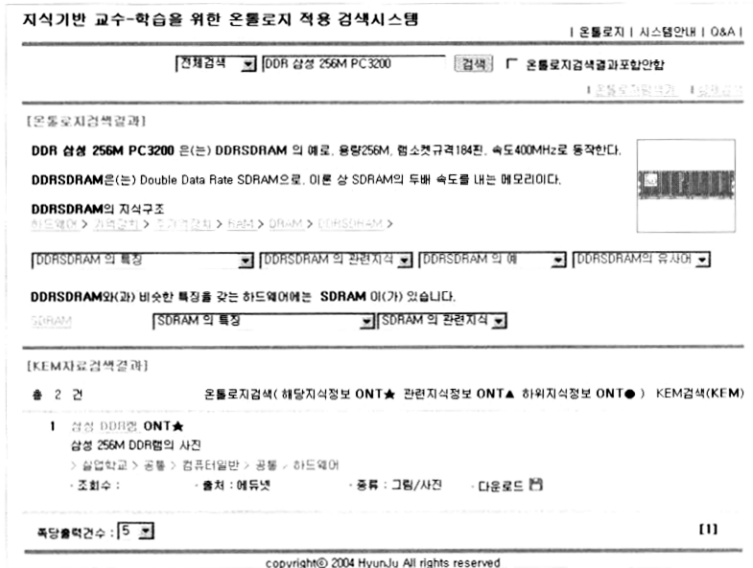 지식기반 교수-학습을 위한 온톨로지 적용 검색시스템
| 온톨로지 | 시스템안내 | Q&A |
전체검색 DDR 삼성 256M PC3200 검색 온톨로지검색결과포함안함
[온톨로지검색결과]
DDR 삼성 256M PC3200 은(는) DDRSDRAM 의 예로, 용량256M, 램소켓규격184핀, 속도400MHz로 동작한다.
DDRSDRAM은(는) Double Data Rate SDRAM으로, 이론 상 SDRAM의 두배 속도를 내는 메모리이다.
DDRSDRAM의 지식구조
하드웨어 > 기억장치 > 주기억장치 > RAM > DRAM > DDRSDRAM >
DDRSDRAM 의 특징 DDRSDRAM 의 관련지식 DDRSDRAM 의 예 DDRSDRAM의 유사어
DDRSDRAM와(과) 비슷한 특징을 갖는 하드웨어에는 SDRAM 이(가) 있습니다.
SDRAM SDRAM 의 특징 SDRAM 의 관련지식
[KEM자료검색결과]
총 2 건 온톨로지검색( 해당지식정보 ONT★ 관련지식정보 ONT▲ 하위지식정보 ONT● ) KEM검색(KEM)
1 삼성 DDR램 ONT★
삼성 256M DDR램의 사진
> 실업학교 > 공통 > 컴퓨터일반 > 공통 > 하드웨어
· 조회수 : · 출처 : 에듀넷 · 종류 : 그림/사진 · 다운로드
쪽당출력건수 : 5 [1]
copyright© 2004 HyunJu All rights reserved